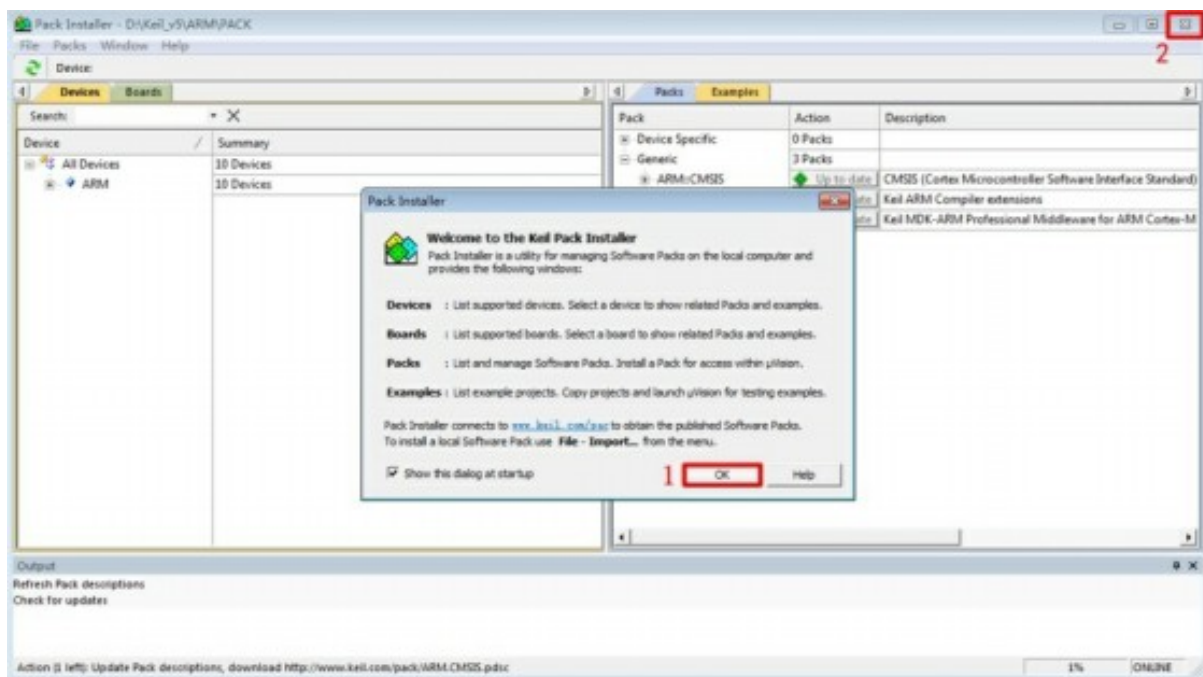 Pack Installer - D:\Keil_v5\ARM\PACK
File Packs Window Help
2
Device:
Devices Boards
Packs Examples
Search:
Pack Action Description
Device Summary
Device Specific 0 Packs
All Devices 10 Devices
Generic 3 Packs
ARM 10 Devices
ARM::CMSIS Up to date CMSIS (Cortex Microcontroller Software Interface Standard)
Keil ARM Compiler extensions
Keil MDK-ARM Professional Middleware for ARM Cortex-M
Pack Installer
Welcome to the Keil Pack Installer
Pack Installer is a utility for managing Software Packs on the local computer and
provides the following windows:
Devices : List supported devices. Select a device to show related Packs and examples.
Boards : List supported boards. Select a board to show related Packs and examples.
Packs : List and manage Software Packs. Install a Pack for access within µVision.
Examples : List example projects. Copy projects and launch µVision for testing examples.
Pack Installer connects to www.keil.com/pac to obtain the published Software Packs.
To install a local Software Pack use File - Import... from the menu.
Show this dialog at startup
1 OK Help
Output
Refresh Pack descriptions
Check for updates
Action (1 left): Update Pack descriptions, download http://www.keil.com/pack/ARM.CMSIS.pdsc
1% ONLINE